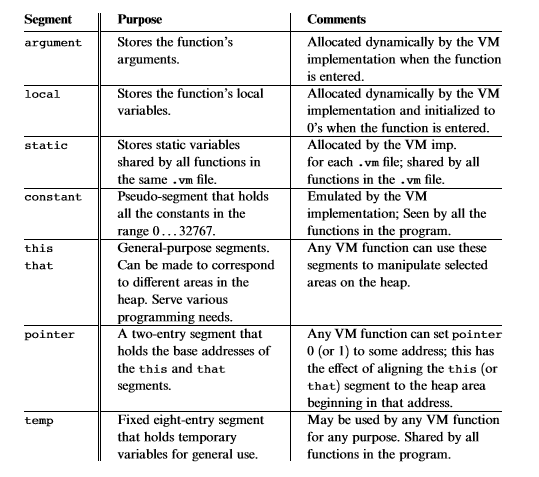 Segment Purpose Comments
argument Stores the function's Allocated dynamically by the VM
arguments. implementation when the function
is entered.
local Stores the function's local Allocated dynamically by the VM
variables. implementation and initialized to
0's when the function is entered.
static Stores static variables Allocated by the VM imp.
shared by all functions in for each .vm file; shared by all
the same .vm file. functions in the .vm file.
constant Pseudo-segment that holds Emulated by the VM
all the constants in the implementation; Seen by all the
range 0...32767. functions in the program.
this General-purpose segments. Any VM function can use these
that Can be made to correspond segments to manipulate selected
to different areas in the areas on the heap.
heap. Serve various
programming needs.
pointer A two-entry segment that Any VM function can set pointer
holds the base addresses of 0 (or 1) to some address; this has
the this and that the effect of aligning the this (or
segments. that) segment to the heap area
beginning in that address.
temp Fixed eight-entry segment May be used by any VM function
that holds temporary for any purpose. Shared by all
variables for general use. functions in the program.